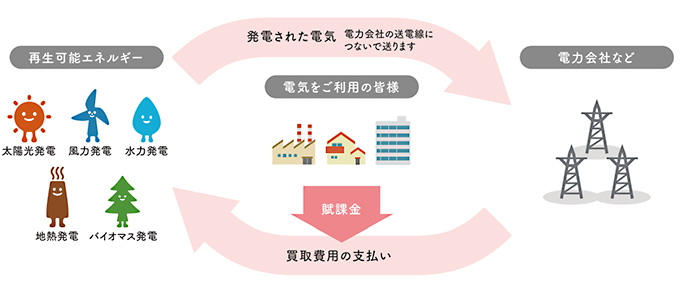 発電された電気
電力会社の送電線に
つないで送ります
再生可能エネルギー
電気をご利用の皆様
電力会社など
太陽光発電
風力発電
水力発電
地熱発電
バイオマス発電
賦課金
買取費用の支払い